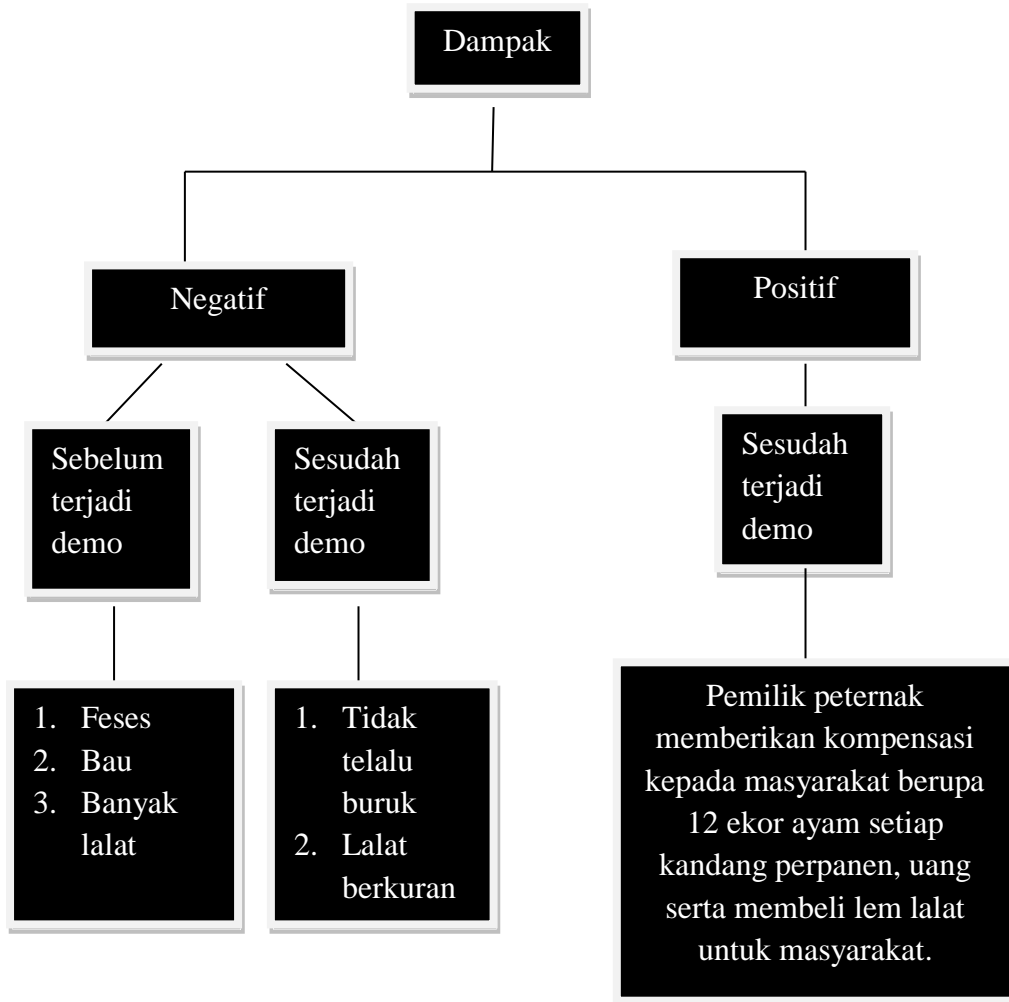 Dampak
Negatif
Positif
Sebelum
terjadi
demo
Sesudah
terjadi
demo
Sesudah
terjadi
demo
1. Feses
2. Bau
3. Banyak
lalat
1. Tidak
telalu
buruk
2. Lalat
berkuran
Pemilik peternak
memberikan kompensasi
kepada masyarakat berupa
12 ekor ayam setiap
kandang perpanen, uang
serta membeli lem lalat
untuk masyarakat.